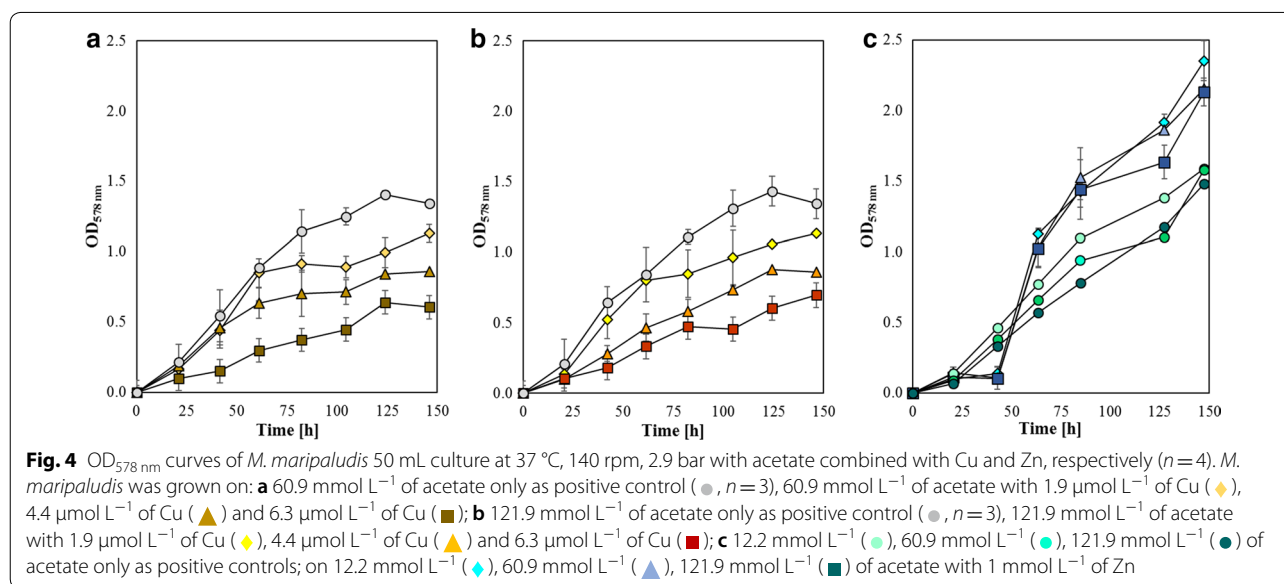 a
b
c
2.5
2.0
1.5
1.0
0.5
0.0
OD578 nm
0 25 50 75 100 125 150
Time [h]
2.5
2.0
1.5
1.0
0.5
0.0
OD578 nm
0 25 50 75 100 125 150
Time [h]
2.5
2.0
1.5
1.0
0.5
0.0
OD578 nm
0 25 50 75 100 125 150
Time [h]
Fig. 4 OD578 nm curves of M. maripaludis 50 mL culture at 37 °C, 140 rpm, 2.9 bar with acetate combined with Cu and Zn, respectively (n = 4). M.
maripaludis was grown on: a 60.9 mmol L−1 of acetate only as positive control (●, n = 3), 60.9 mmol L−1 of acetate with 1.9 µmol L−1 of Cu (◆),
4.4 µmol L−1 of Cu (▲) and 6.3 µmol L−1 of Cu (■); b 121.9 mmol L−1 of acetate only as positive control (●, n = 3), 121.9 mmol L−1 of acetate
with 1.9 µmol L−1 of Cu (◆), 4.4 µmol L−1 of Cu (▲) and 6.3 µmol L−1 of Cu (■); c 12.2 mmol L−1 (●), 60.9 mmol L−1 (●), 121.9 mmol L−1 (●) of
acetate only as positive controls; on 12.2 mmol L−1 (◆), 60.9 mmol L−1 (▲), 121.9 mmol L−1 (■) of acetate with 1 mmol L−1 of Zn